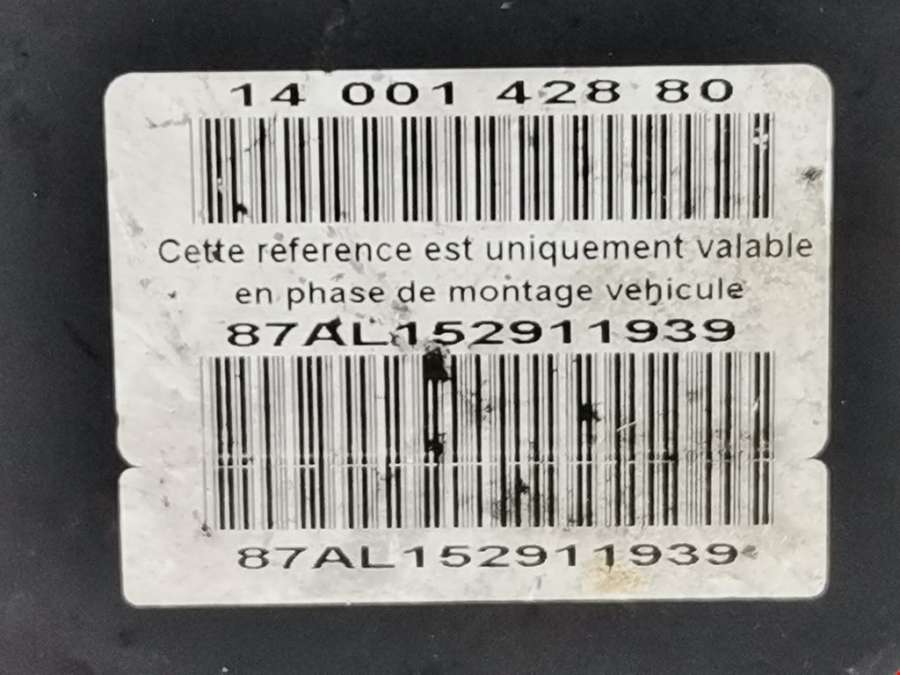 14 001 428 80
Cette reference est uniquement valable
en phase de montage vehicule
87AL152911939
87AL152911939